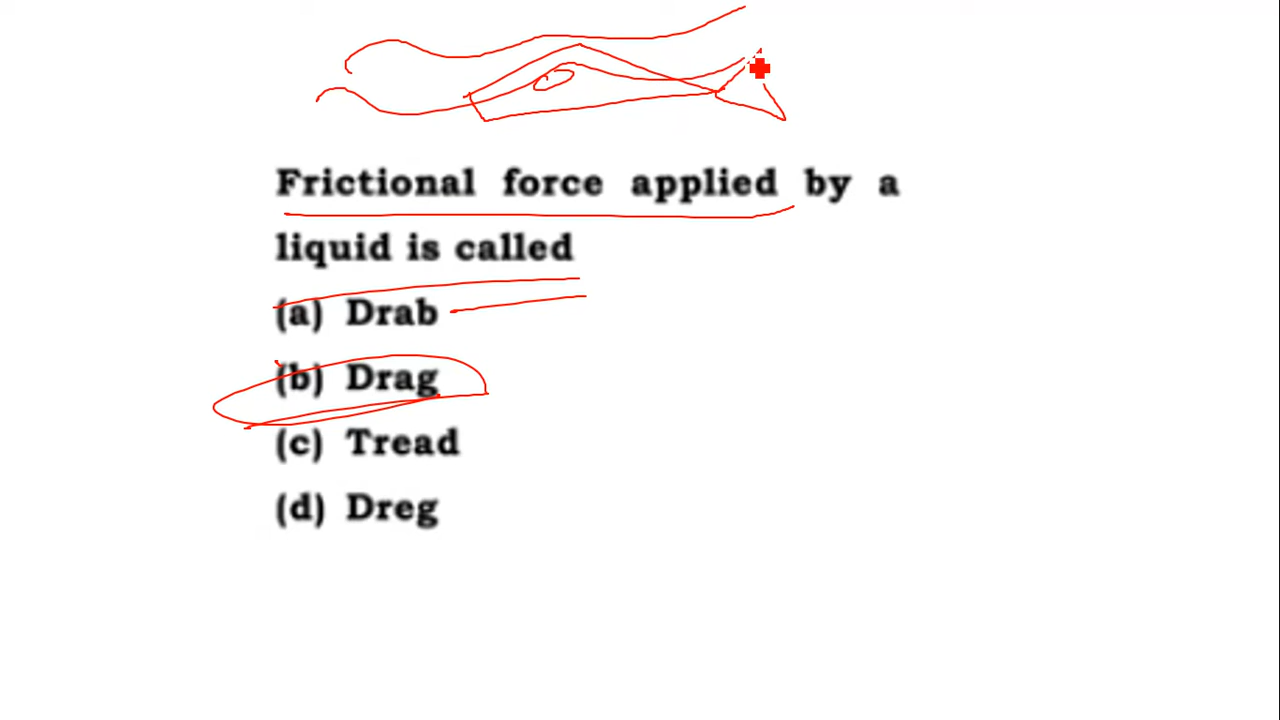 Frictional force applied by a
liquid is called
(a) Drab
(b) Drag
(c) Tread
(d) Dreg